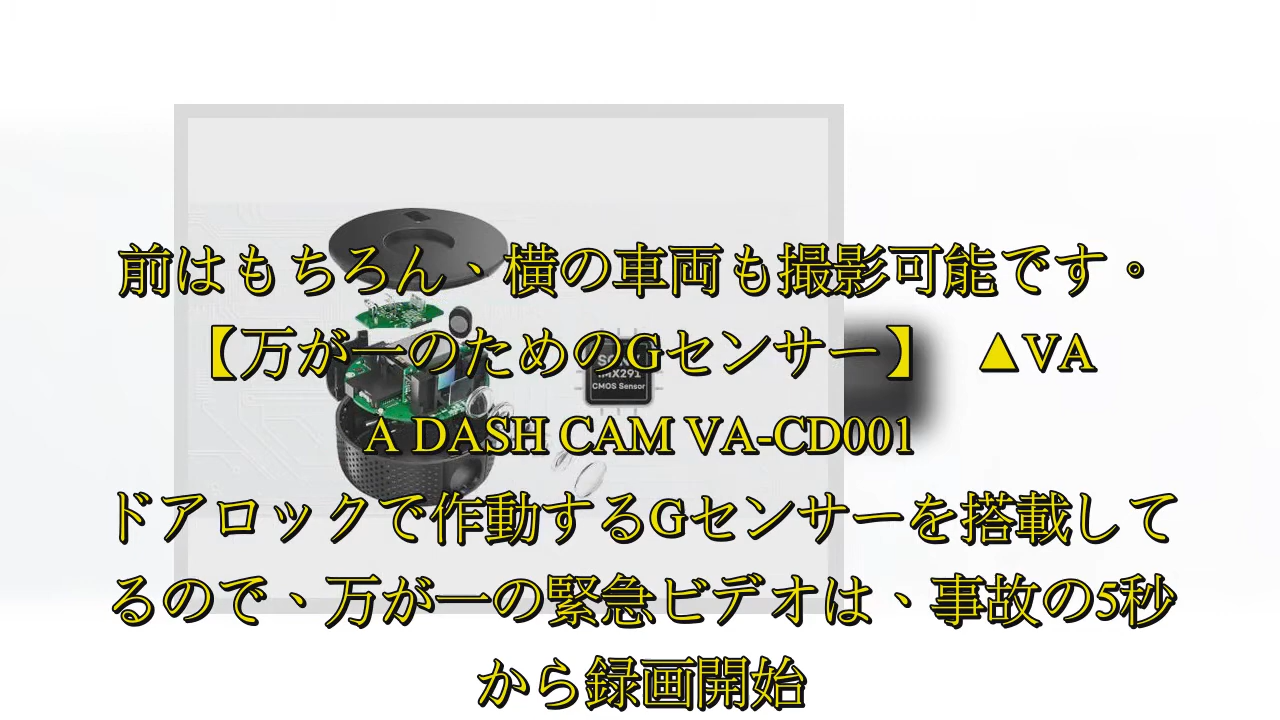 前はもちろん、横の車両も撮影可能です。
【万が一のためのGセンサー】 ▲VA
A DASH CAM VA-CD001
ドアロックで作動するGセンサーを搭載して
るので、万が一の緊急ビデオは、事故の5秒
から録画開始
SONY
IMX291
CMOS Sensor